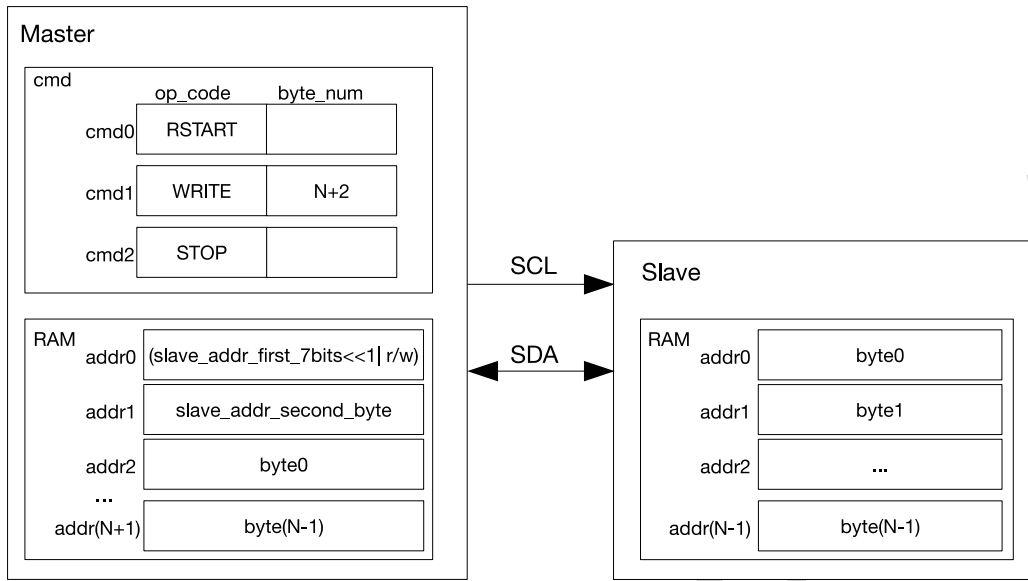 Master
cmd
op_code byte_num
cmd0 RSTART
cmd1 WRITE N+2
cmd2 STOP
RAM
addr0 (slave_addr_first_7bits<<1| r/w)
addr1 slave_addr_second_byte
addr2 byte0
...
addr(N+1) byte(N-1)
SCL
SDA
Slave
RAM
addr0 byte0
addr1 byte1
addr2 ...
addr(N-1) byte(N-1)